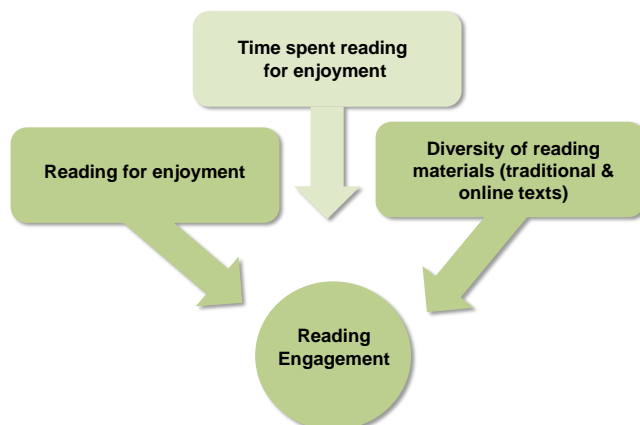 Time spent reading
for enjoyment
Reading for enjoyment
Diversity of reading
materials (traditional &
online texts)
Reading
Engagement